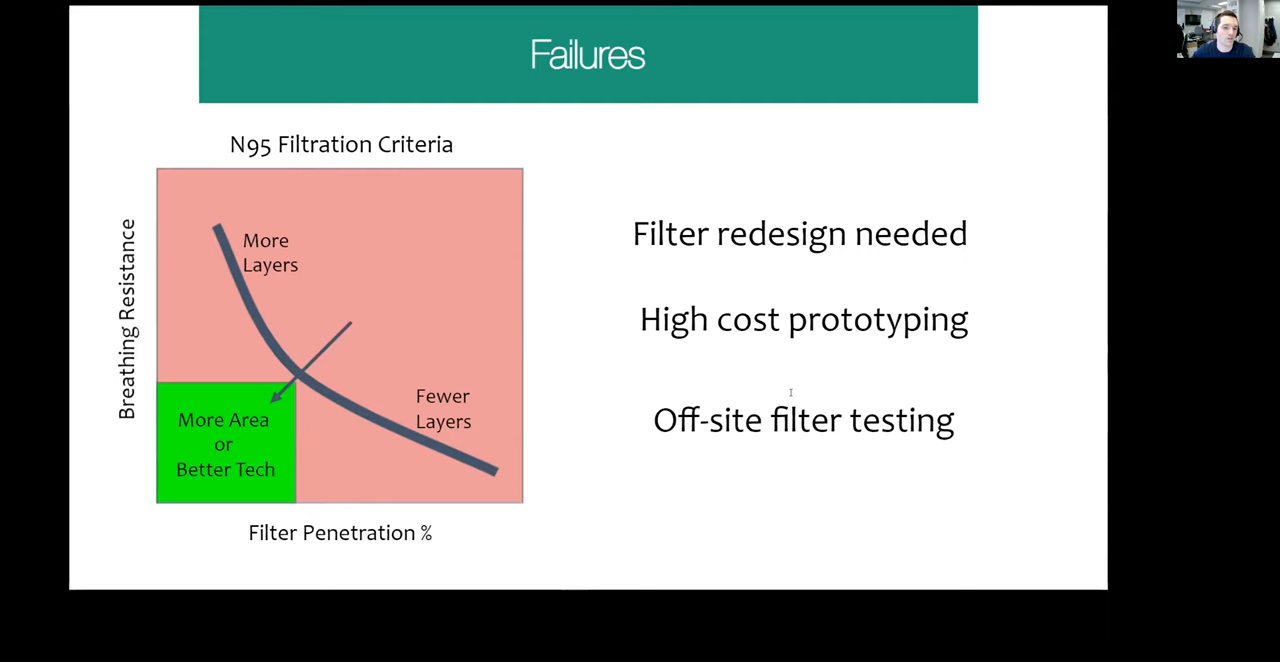 Failures
N95 Filtration Criteria
Breathing Resistance
More
Layers
Fewer
Layers
More Area
or
Better Tech
Filter Penetration %
Filter redesign needed
High cost prototyping
Off-site filter testing